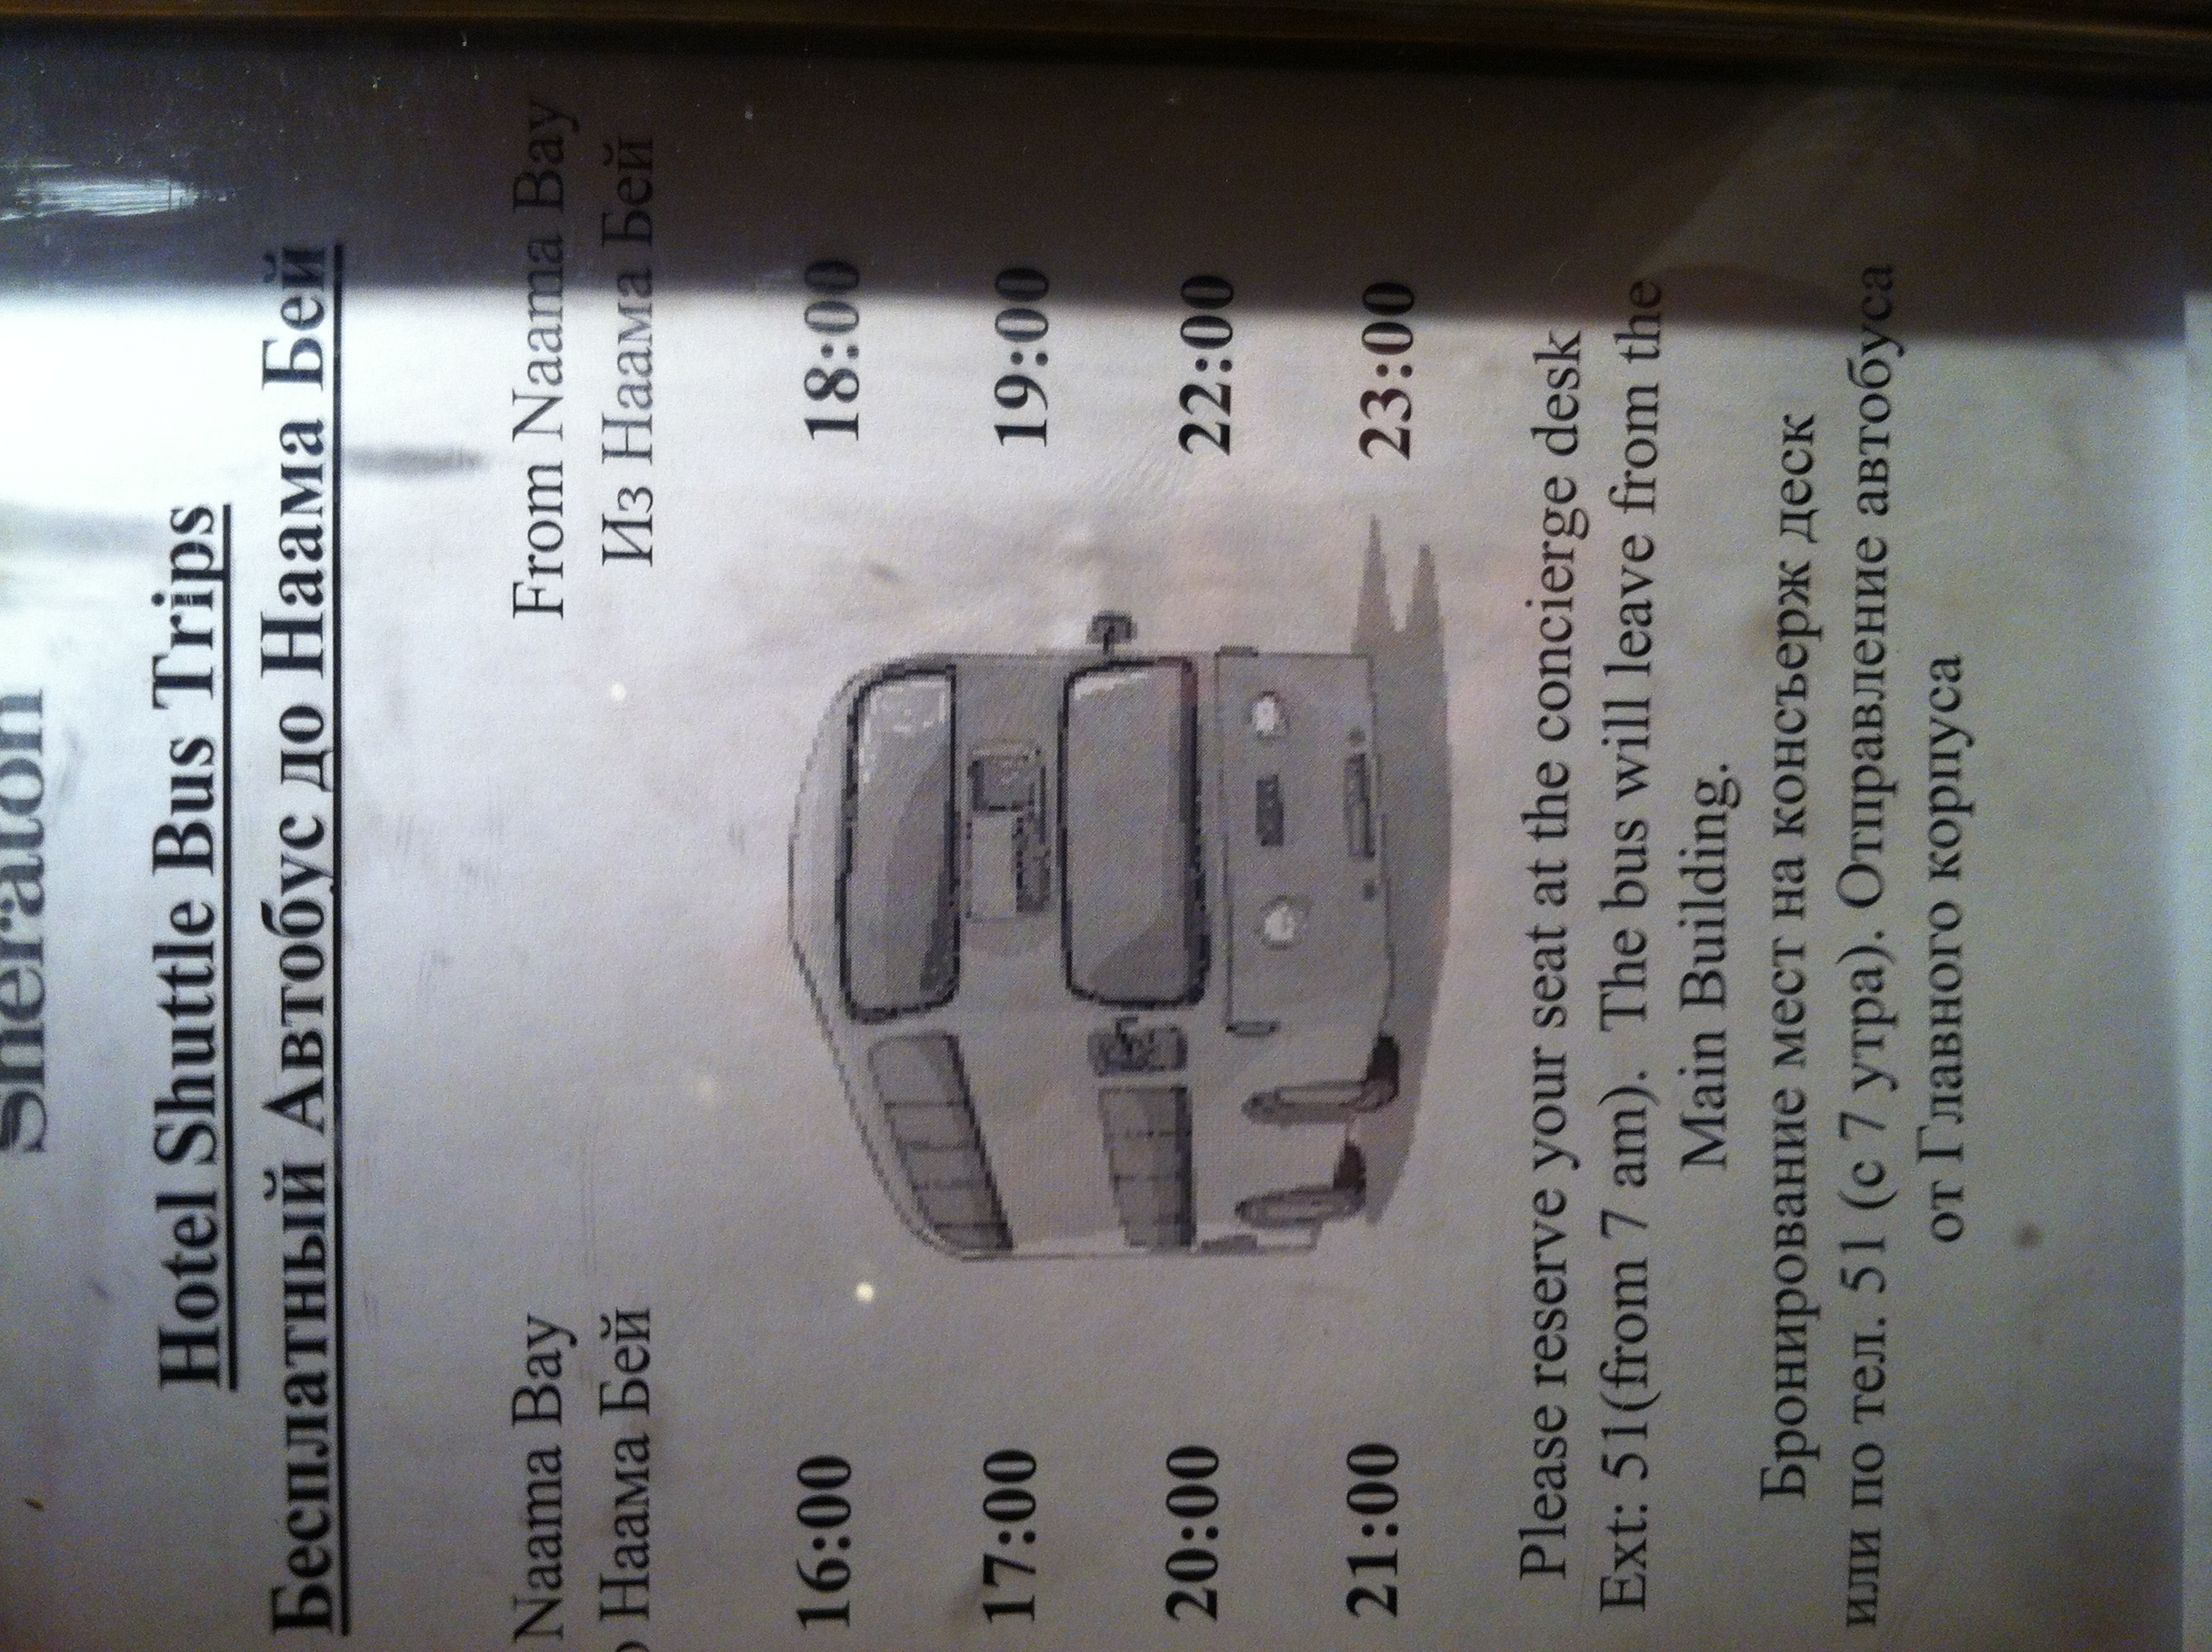 Sheraton
Hotel Shuttle Bus Trips
Бесплатный Автобус до Наама Бей
Naama Bay From Naama Bay
Наама Бей Из Наама Бей
16:00 18:00
17:00 19:00
20:00 22:00
21:00 23:00
Please reserve your seat at the concierge desk
Ext: 51(from 7 am). The bus will leave from the
Main Building.
Бронирование мест на консъерж деск
или по тел. 51 (с 7 утра). Отправление автобуса
от Главного корпуса